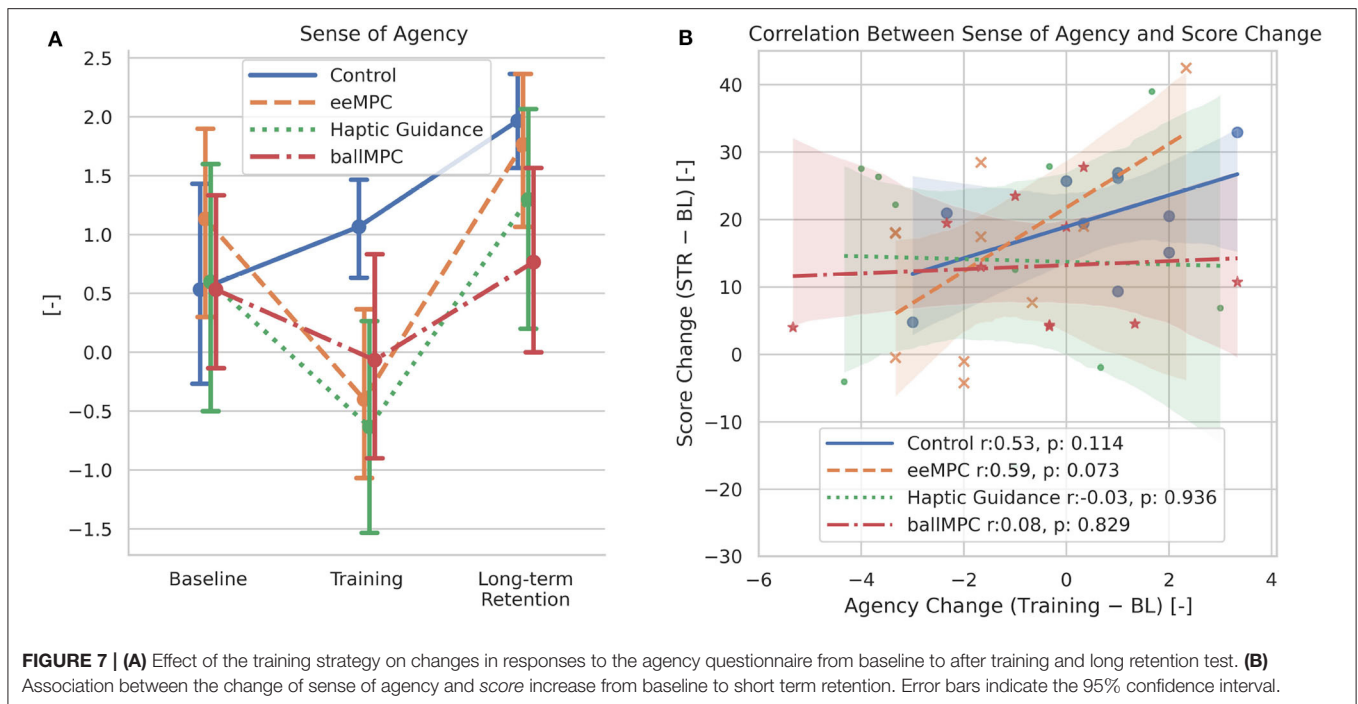 A
Sense of Agency
2.5
2.0
1.5
1.0
0.5
0.0
−0.5
−1.0
−1.5
[-]
Control
eeMPC
Haptic Guidance
ballMPC
Baseline
Training
Long-term
Retention
B
Correlation Between Sense of Agency and Score Change
40
30
20
10
0
−10
−20
−30
Score Change (STR − BL) [-]
Control r:0.53, p: 0.114
eeMPC r:0.59, p: 0.073
Haptic Guidance r:-0.03, p: 0.936
ballMPC r:0.08, p: 0.829
−6 −4 −2 0 2 4
Agency Change (Training − BL) [-]
FIGURE 7 | (A) Effect of the training strategy on changes in responses to the agency questionnaire from baseline to after training and long retention test. (B)
Association between the change of sense of agency and score increase from baseline to short term retention. Error bars indicate the 95% confidence interval.